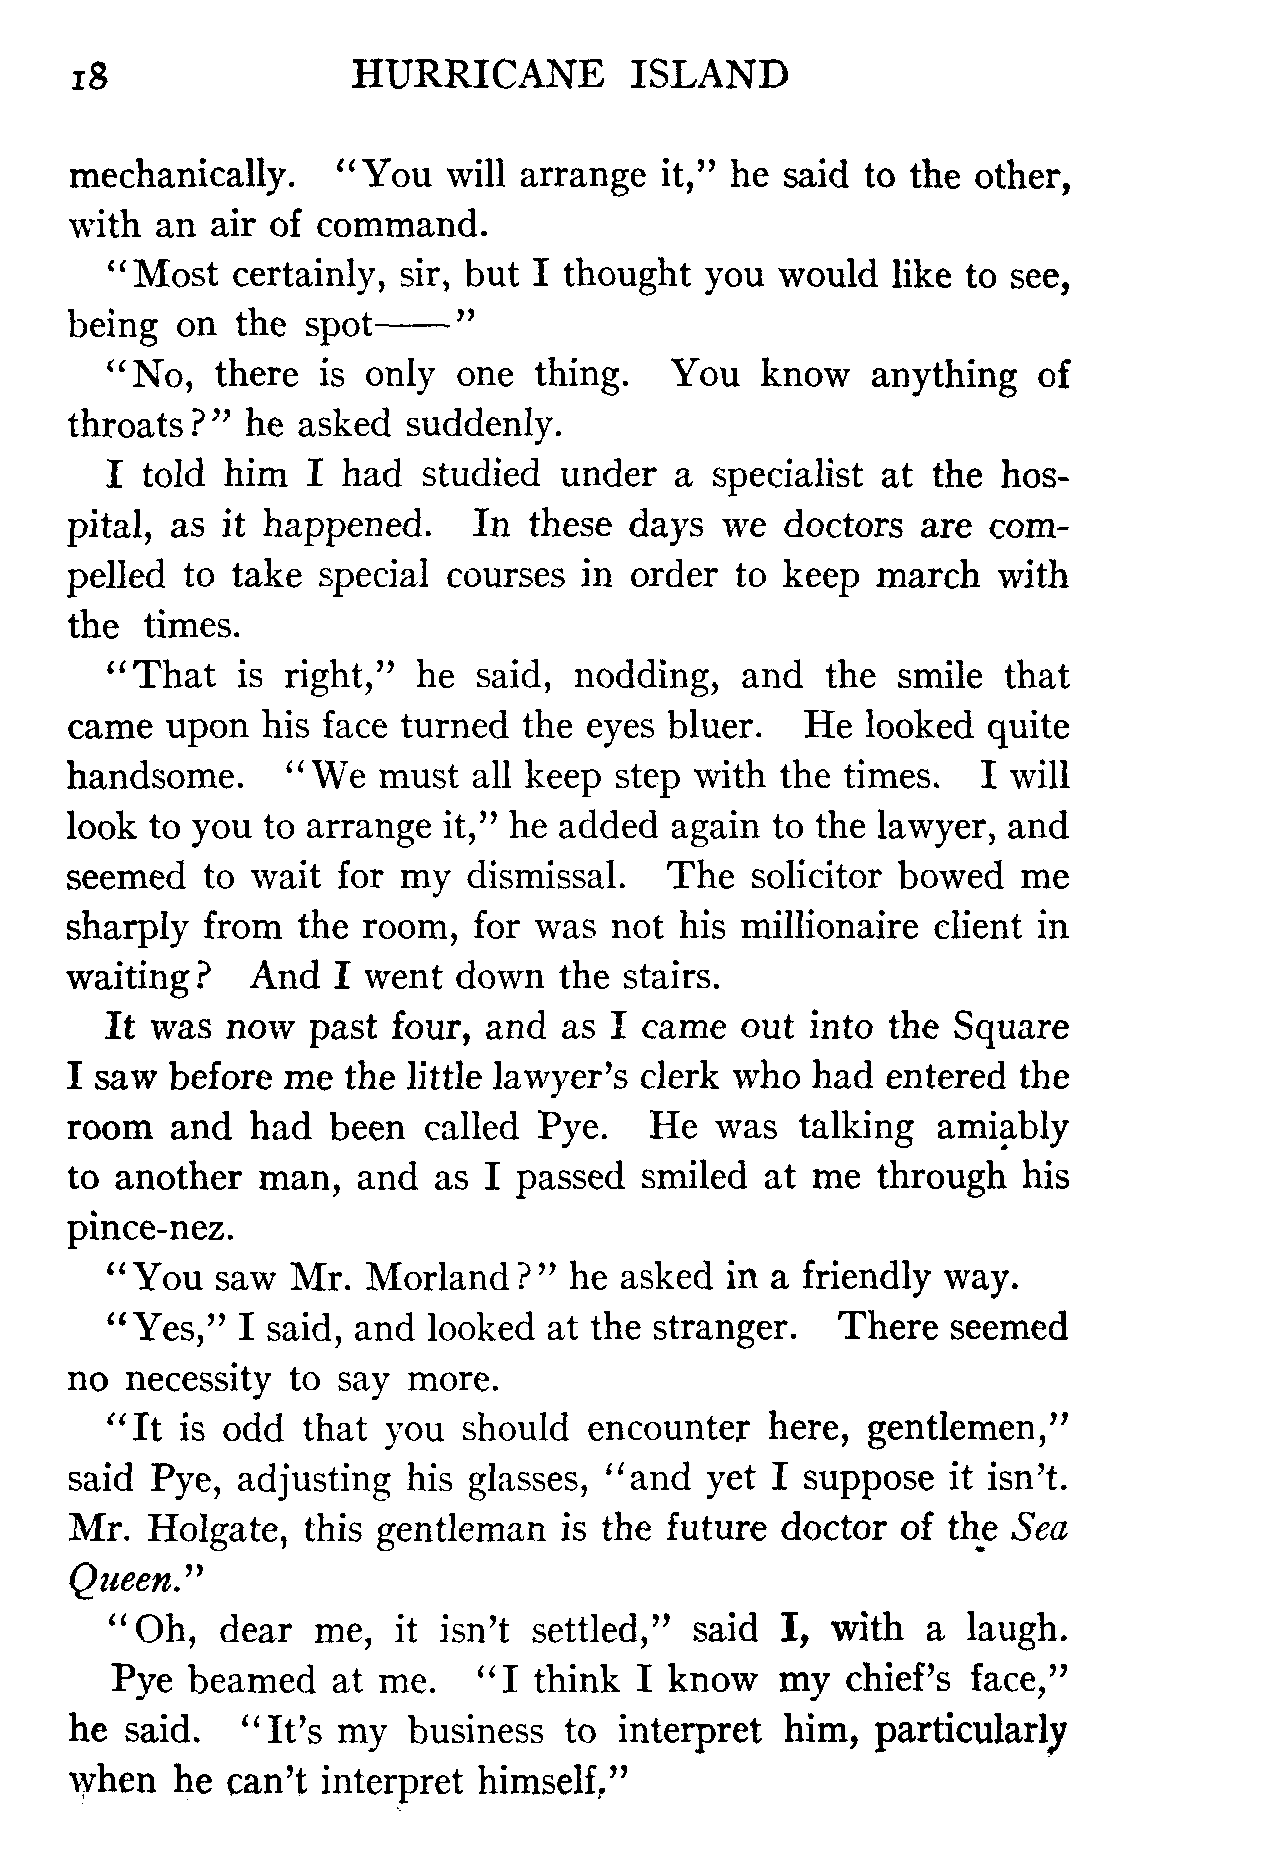 18 HURRICANE ISLAND
mechanically. "You will arrange it," he said to the other,
with an air of command.
"Most certainly, sir, but I thought you would like to see,
being on the spot——"
"No, there is only one thing. You know anything of
throats?" he asked suddenly.
I told him I had studied under a specialist at the hos-
pital, as it happened. In these days we doctors are com-
pelled to take special courses in order to keep march with
the times.
"That is right," he said, nodding, and the smile that
came upon his face turned the eyes bluer. He looked quite
handsome. "We must all keep step with the times. I will
look to you to arrange it," he added again to the lawyer, and
seemed to wait for my dismissal. The solicitor bowed me
sharply from the room, for was not his millionaire client in
waiting? And I went down the stairs.
It was now past four, and as I came out into the Square
I saw before me the little lawyer's clerk who had entered the
room and had been called Pye. He was talking amiably
to another man, and as I passed smiled at me through his
pince-nez.
"You saw Mr. Morland?" he asked in a friendly way.
"Yes," I said, and looked at the stranger. There seemed
no necessity to say more.
"It is odd that you should encounter here, gentlemen,"
said Pye, adjusting his glasses, "and yet I suppose it isn't.
Mr. Holgate, this gentleman is the future doctor of the Sea
Queen."
"Oh, dear me, it isn't settled," said I, with a laugh.
Pye beamed at me. "I think I know my chief's face,"
he said. "It's my business to interpret him, particularly
when he can't interpret himself."